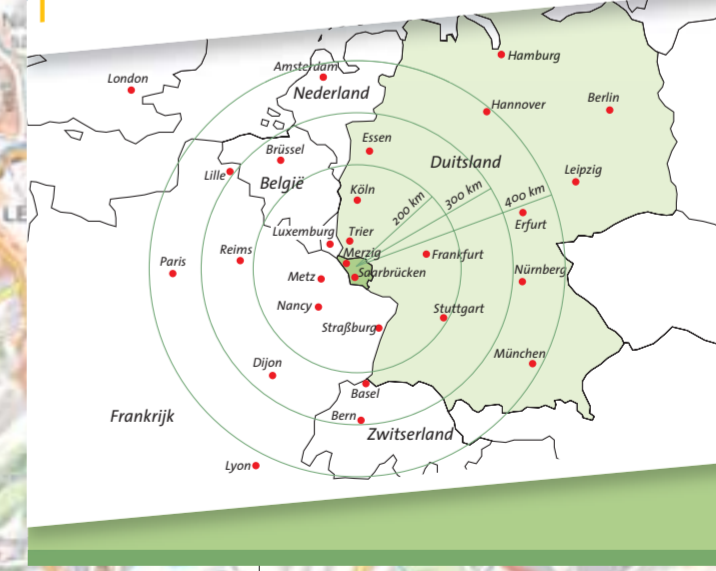 Hamburg
Amsterdam
London
Nederland
Hannover
Berlin
Essen
Brüssel
Duitsland
Lille
België
Leipzig
Köln
200 km
300 km
400 km
Erfurt
Luxemburg
Trier
Reims
Merzig
Frankfurt
Paris
Metz
Saarbrücken
Nürnberg
Nancy
Stuttgart
Straßburg
München
Dijon
Basel
Frankrijk
Bern
Zwitserland
Lyon